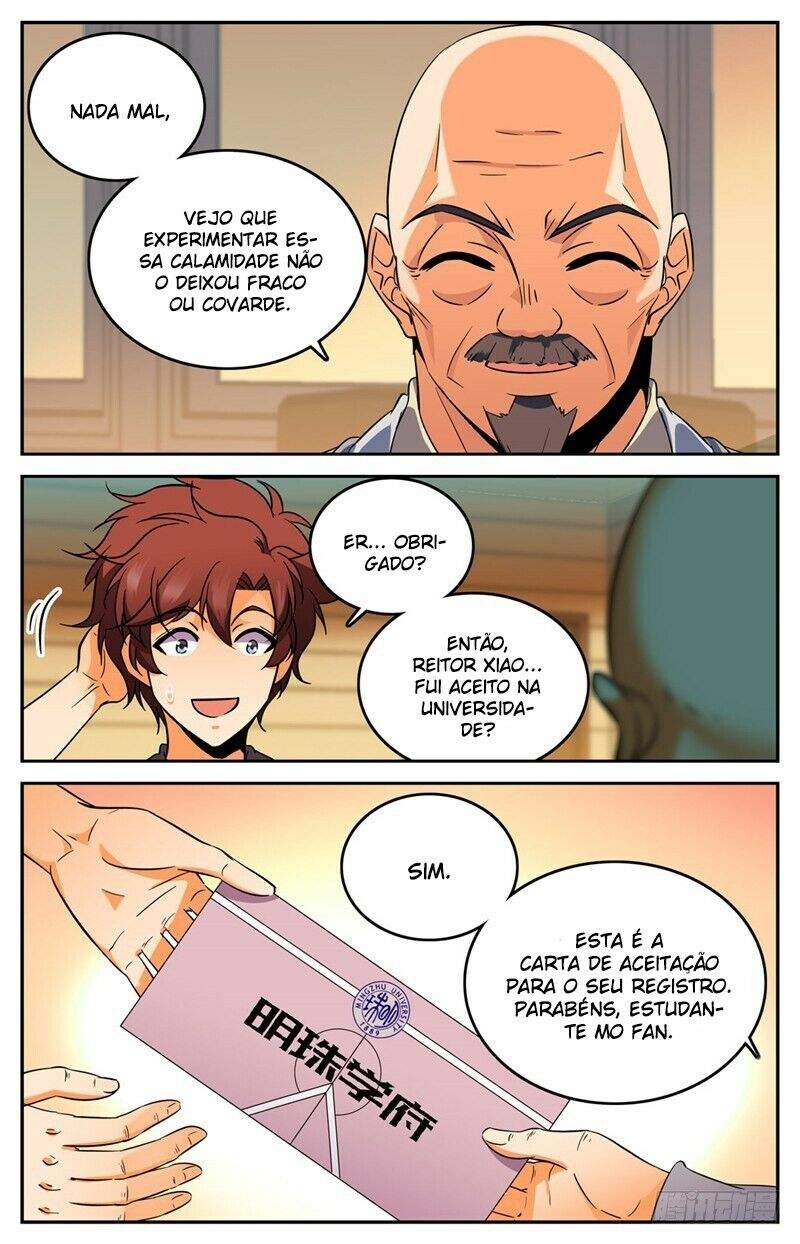 NADA MAL,
VEJO QUE
EXPERIMENTAR ES-
SA CALAMIDADE NÃO
O DEIXOU FRACO
OU COVARDE.
ER... OBRI-
GADO?
ENTÃO,
REITOR XIAO...
FUI ACEITO NA
UNIVERSIDA-
DE?
SIM.
ESTA É A
CARTA DE ACEITAÇÃO
PARA O SEU REGISTRO.
PARABÉNS, ESTUDAN-
TE MO FAN.
MINGZHU UNIVERSITY
1889
明珠学府
腾讯动漫